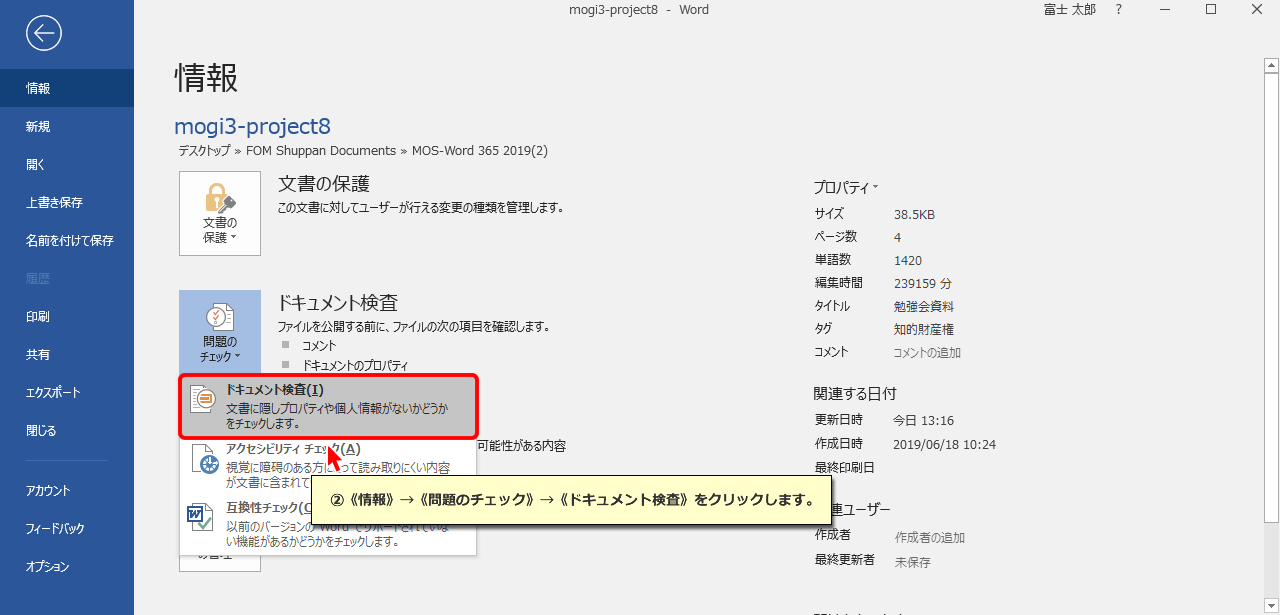 mogi3-project8 - Word
富士 太郎
?
情報
新規
開く
上書き保存
名前を付けて保存
履歴
印刷
共有
エクスポート
閉じる
アカウント
フィードバック
オプション
情報
mogi3-project8
デスクトップ » FOM Shuppan Documents » MOS-Word 365 2019(2)
文書の
保護
文書の保護
この文書に対してユーザーが行える変更の種類を管理します。
問題の
チェック
ドキュメント検査
ファイルを公開する前に、ファイルの次の項目を確認します。
コメント
ドキュメントのプロパティ
ドキュメント検査(I)
文書に隠しプロパティや個人情報がないかどうか
をチェックします。
可能性がある内容
アクセシビリティ チェック(A)
視覚に障碍のある方にとって読み取りにくい内容
が文書に含まれて
②《情報》→《問題のチェック》→《ドキュメント検査》をクリックします。
互換性チェック(C
以前のバージョンの Word でサポートされていな
い機能があるかどうかをチェックします。
の管理
プロパティ
サイズ 38.5KB
ページ数 4
単語数 1420
編集時間 239159 分
タイトル 勉強会資料
タグ 知的財産権
コメント コメントの追加
関連する日付
更新日時 今日 13:16
作成日時 2019/06/18 10:24
最終印刷日
連ユーザー
作成者 作成者の追加
最終更新者 未保存